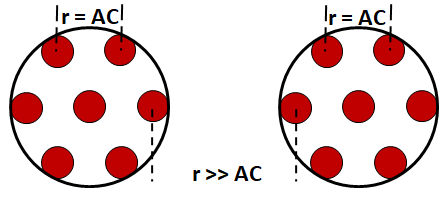 r = AC
r = AC
r >> AC